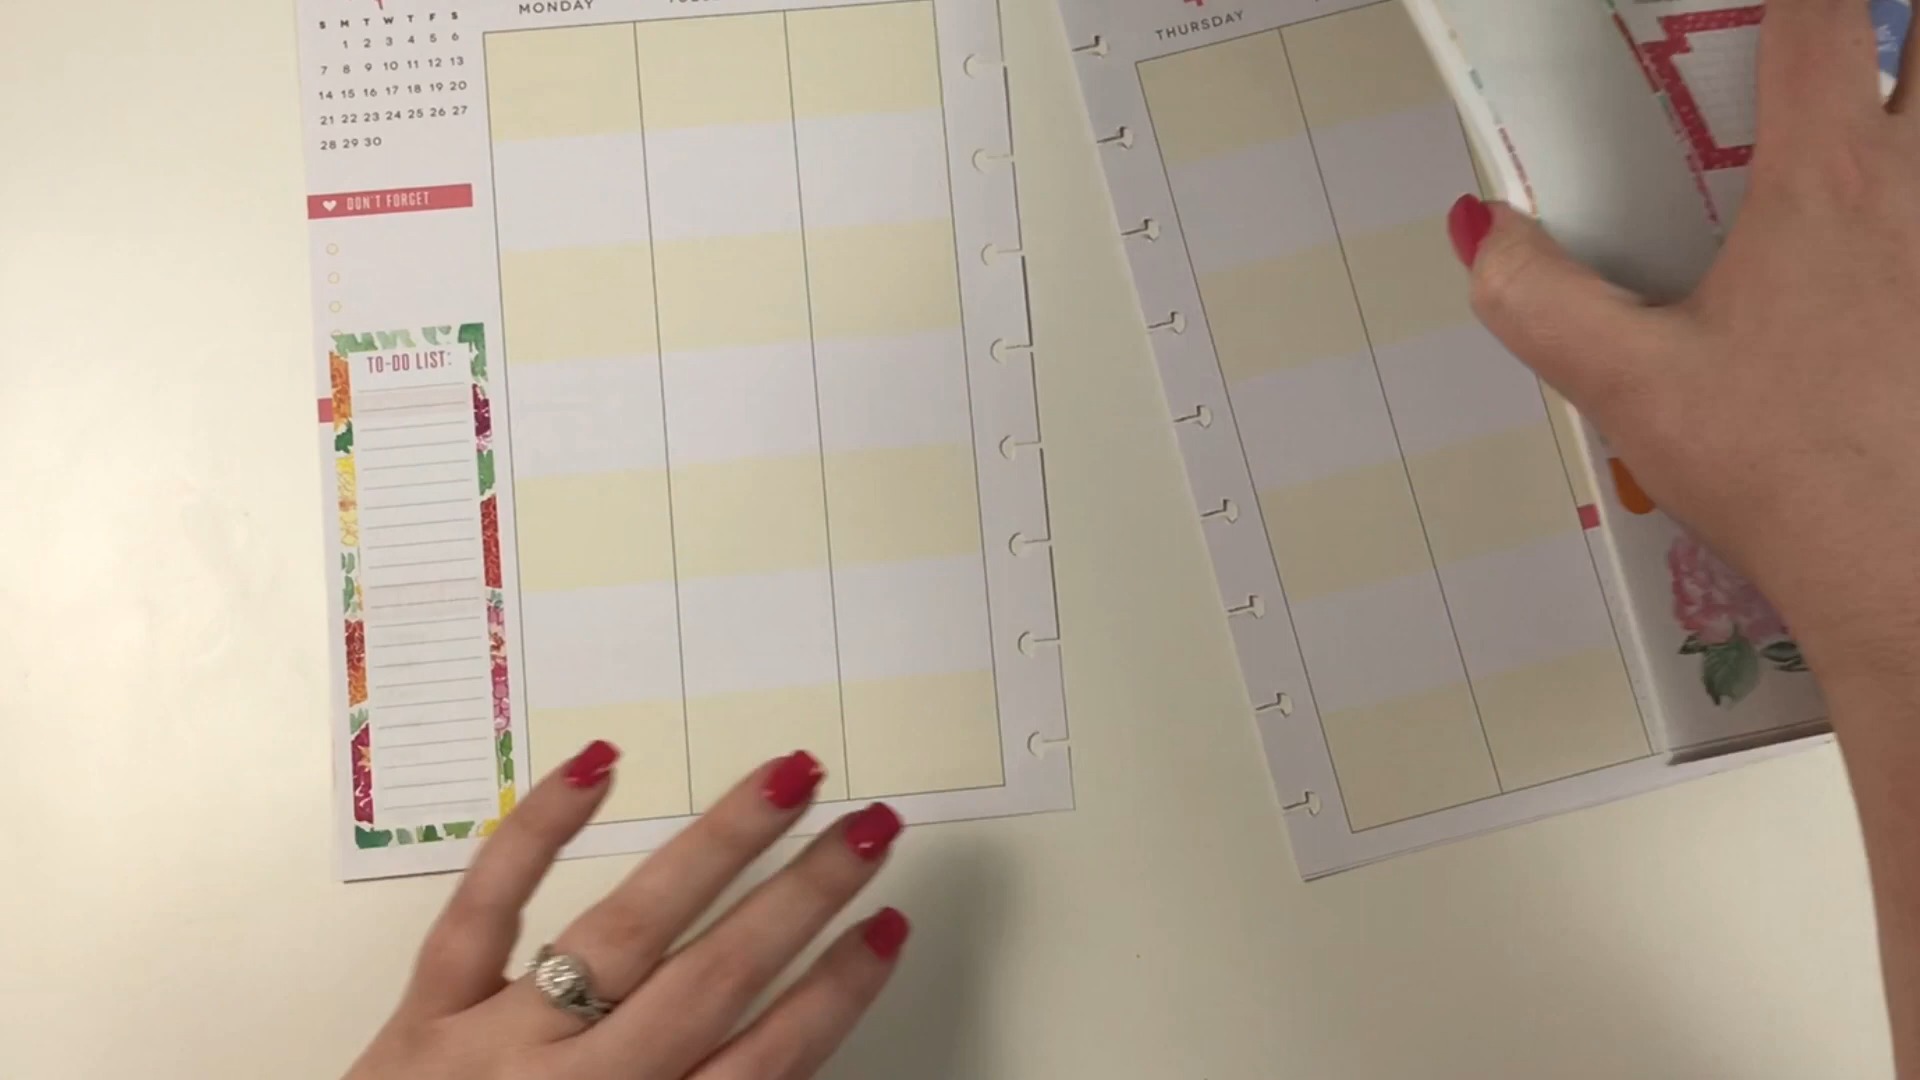 S M T W T F S
1 2 3 4 5 6
7 8 9 10 11 12 13
14 15 16 17 18 19 20
21 22 23 24 25 26 27
28 29 30
MONDAY
THURSDAY
DON'T FORGET
TO-DO LIST: